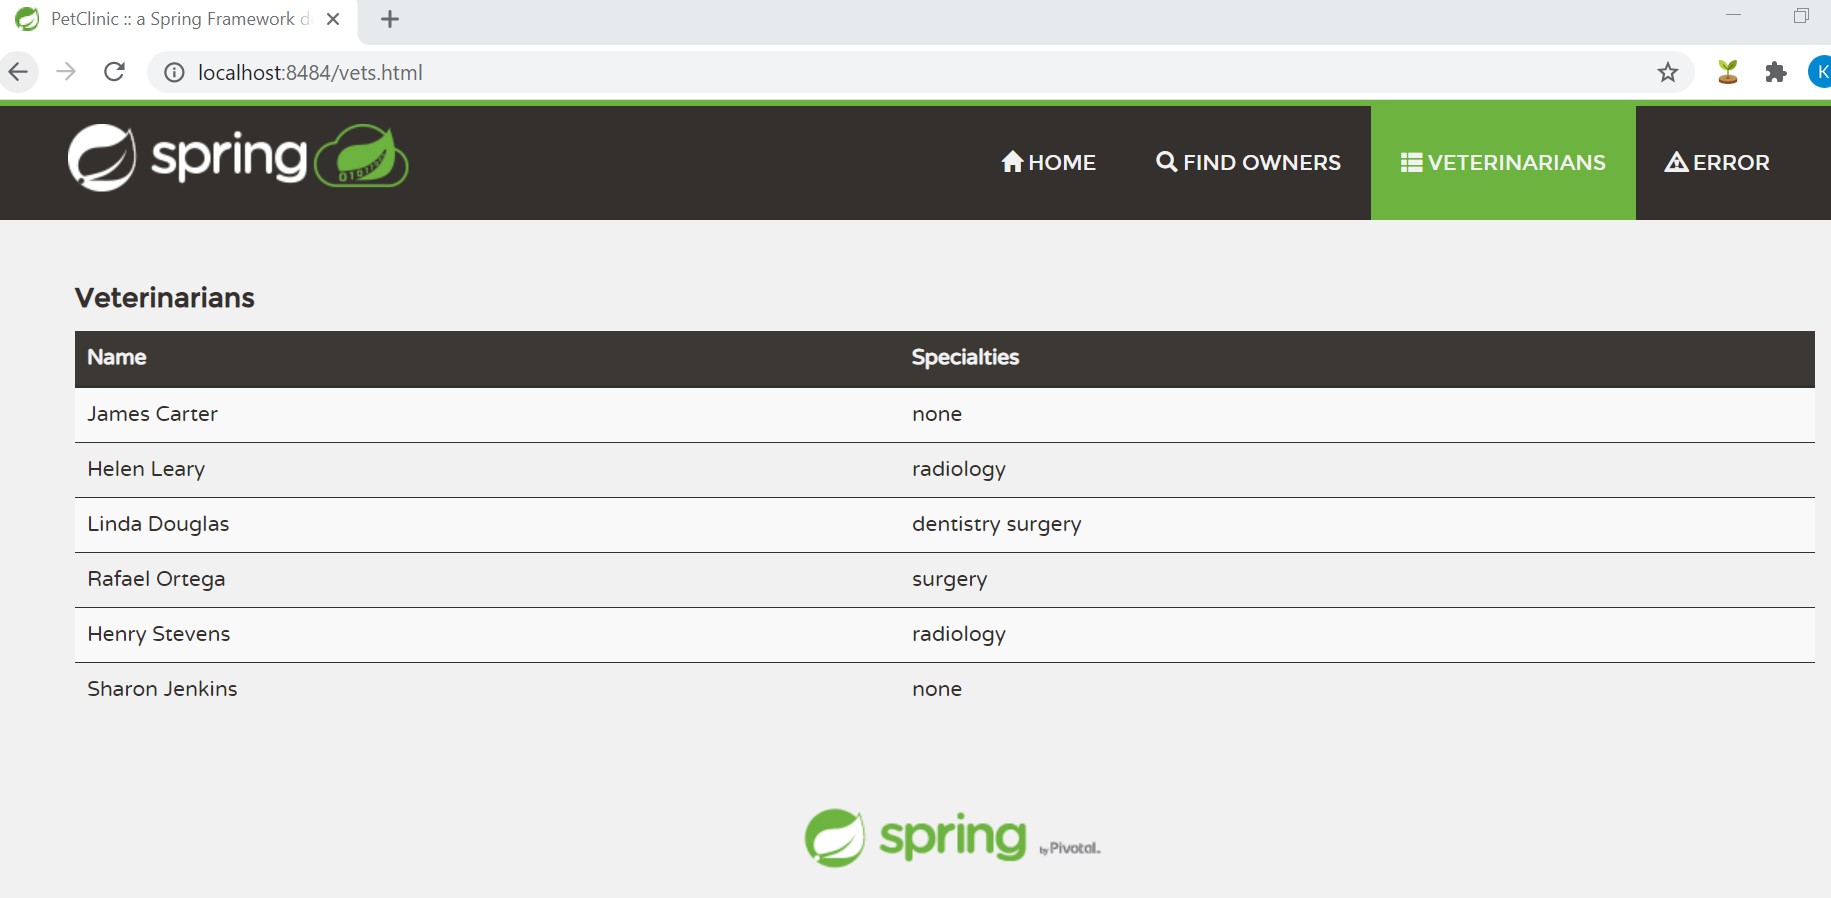 PetClinic :: a Spring Framework d
localhost:8484/vets.html
K
spring
0101
HOME
FIND OWNERS
VETERINARIANS
ERROR
Veterinarians
Name Specialties
James Carter none
Helen Leary radiology
Linda Douglas dentistry surgery
Rafael Ortega surgery
Henry Stevens radiology
Sharon Jenkins none
spring by Pivotal